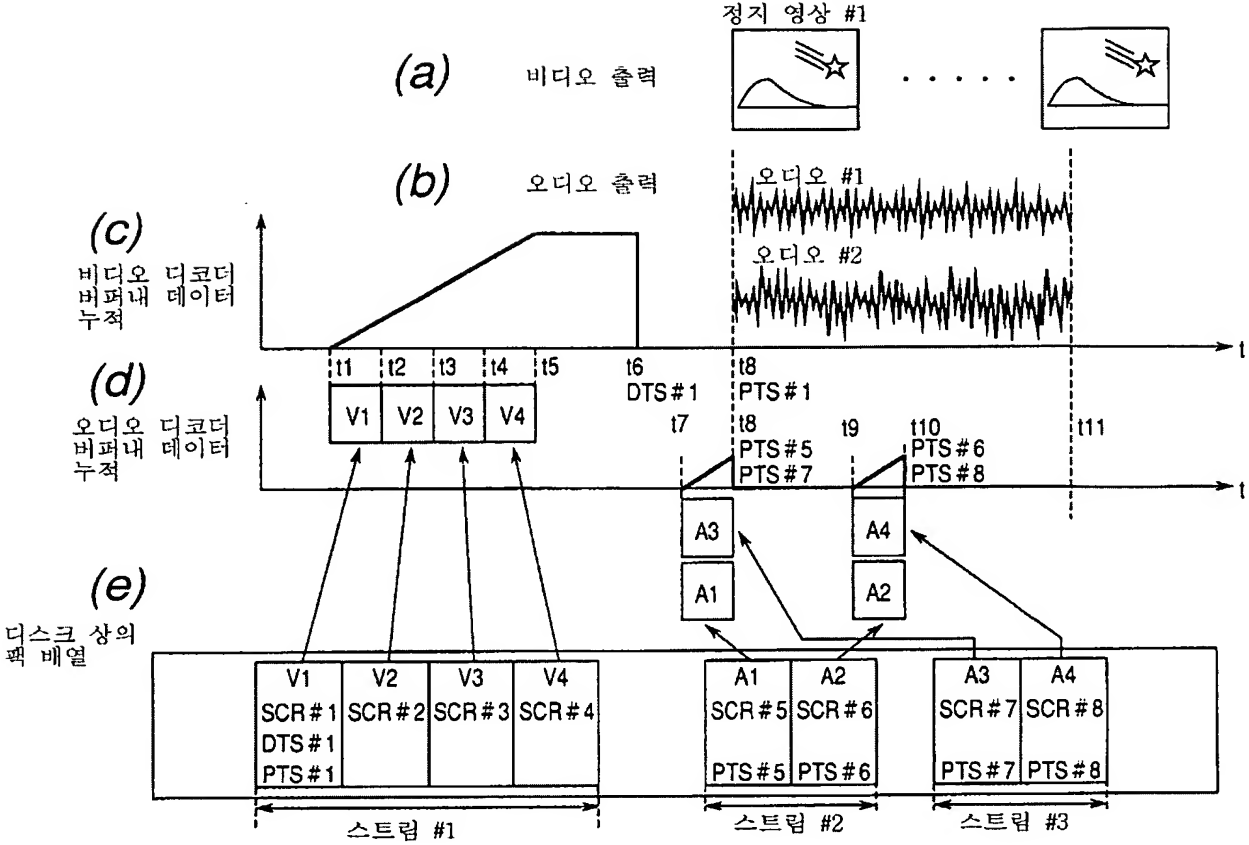 정지 영상 #1
(a)
비디오 출력
(b)
오디오 출력
오디오 #1
오디오 #2
(c)
비디오 디코더
버퍼내 데이터
누적
t
t1
t2
t3
t4
t5
t6
t8
DTS#1
PTS#1
(d)
오디오 디코더
버퍼내 데이터
누적
V1
V2
V3
V4
t7
t8
PTS#5
PTS#7
t9
t10
PTS#6
PTS#8
t11
t
A3
A4
A1
A2
(e)
디스크 상의
팩 배열
V1
SCR#1
DTS#1
PTS#1
V2
SCR#2
V3
SCR#3
V4
SCR#4
A1
SCR#5
PTS#5
A2
SCR#6
PTS#6
A3
SCR#7
PTS#7
A4
SCR#8
PTS#8
스트림 #1
스트림 #2
스트림 #3